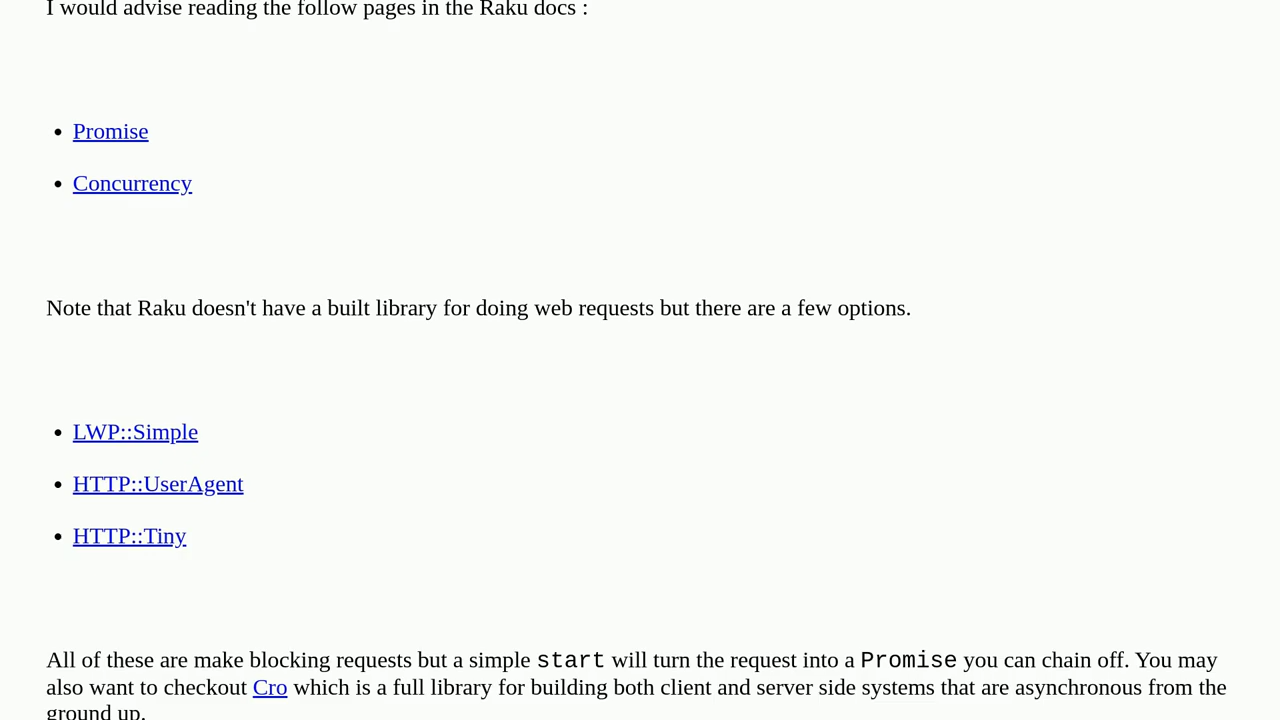 I would advise reading the follow pages in the Raku docs :
Promise
Concurrency
Note that Raku doesn't have a built library for doing web requests but there are a few options.
LWP::Simple
HTTP::UserAgent
HTTP::Tiny
All of these are make blocking requests but a simple start will turn the request into a Promise you can chain off. You may
also want to checkout Cro which is a full library for building both client and server side systems that are asynchronous from the
ground up.